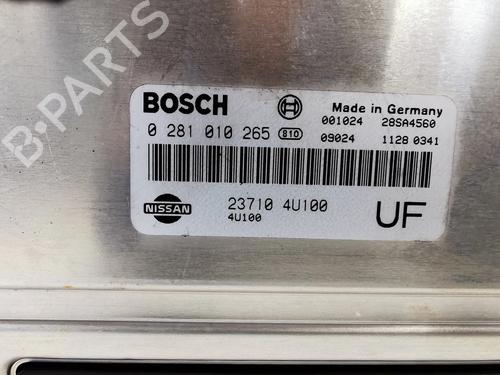 B-PARTS
BOSCH
Made in Germany
0 281 010 265 810
001024 28SA4560
09024 1128 0341
NISSAN
23710 4U100
4U100
UF